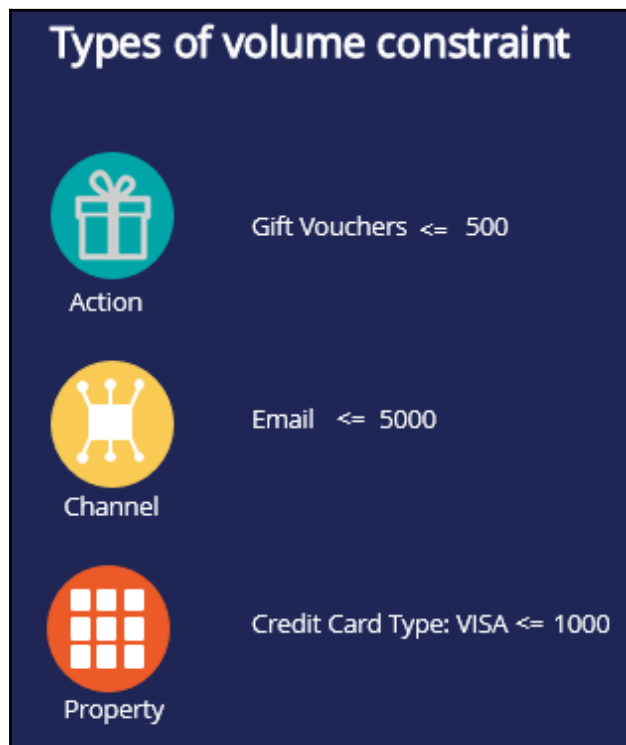 Types of volume constraint
Gift Vouchers <= 500
Action
Email <= 5000
Channel
Credit Card Type: VISA <= 1000
Property